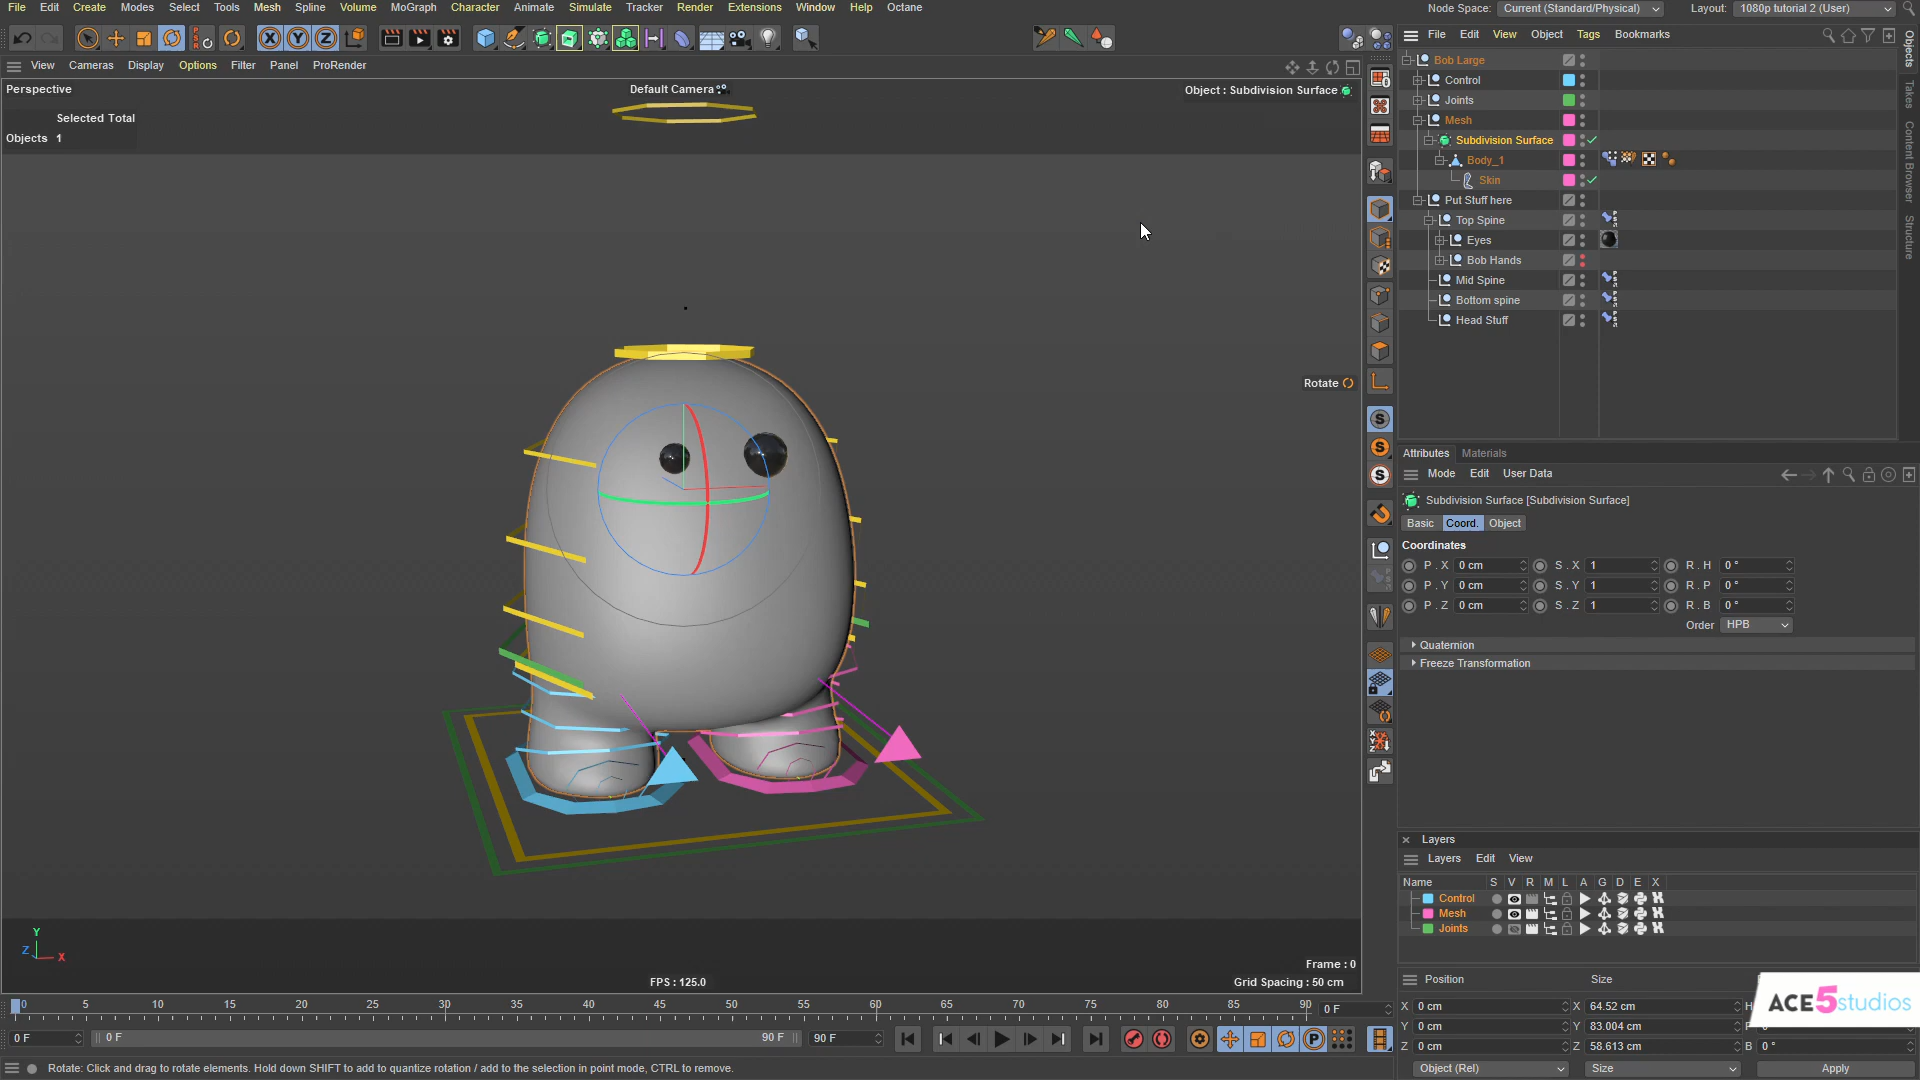 File Edit Create Modes Select Tools Mesh Spline Volume MoGraph Character Animate Simulate Tracker Render Extensions Window Help Octane Node Space: Current (Standard/Physical) Layout: 1080p tutorial 2 (User)
View Cameras Display Options Filter Panel ProRender
Perspective Default Camera Object : Subdivision Surface
Selected Total
Objects 1
Rotate
Y
Z X
Frame : 0
FPS : 125.0 Grid Spacing : 50 cm
File Edit View Object Tags Bookmarks
Bob Large
Control
Joints
Mesh
Subdivision Surface
Body_1
Skin
Put Stuff here
Top Spine
Eyes
Bob Hands
Mid Spine
Bottom spine
Head Stuff
Objects
Takes
Content Browser
Structure
Attributes Materials
Mode Edit User Data
Subdivision Surface [Subdivision Surface]
Basic Coord. Object
Coordinates
P . X 0 cm S . X 1 R . H 0 °
P . Y 0 cm S . Y 1 R . P 0 °
P . Z 0 cm S . Z 1 R . B 0 °
Order HPB
Quaternion
Freeze Transformation
Layers
Layers Edit View
Name S V R M L A G D E X
Control
Mesh
Joints
Position Size
X 0 cm X 64.52 cm H
Y 0 cm Y 83.004 cm
Z 0 cm Z 58.613 cm B 0 °
Object (Rel) Size Apply
ACE5studios
0 5 10 15 20 25 30 35 40 45 50 55 60 65 70 75 80 85 90 0 F
0 F 0 F 90 F 90 F
Rotate: Click and drag to rotate elements. Hold down SHIFT to add to quantize rotation / add to the selection in point mode, CTRL to remove.